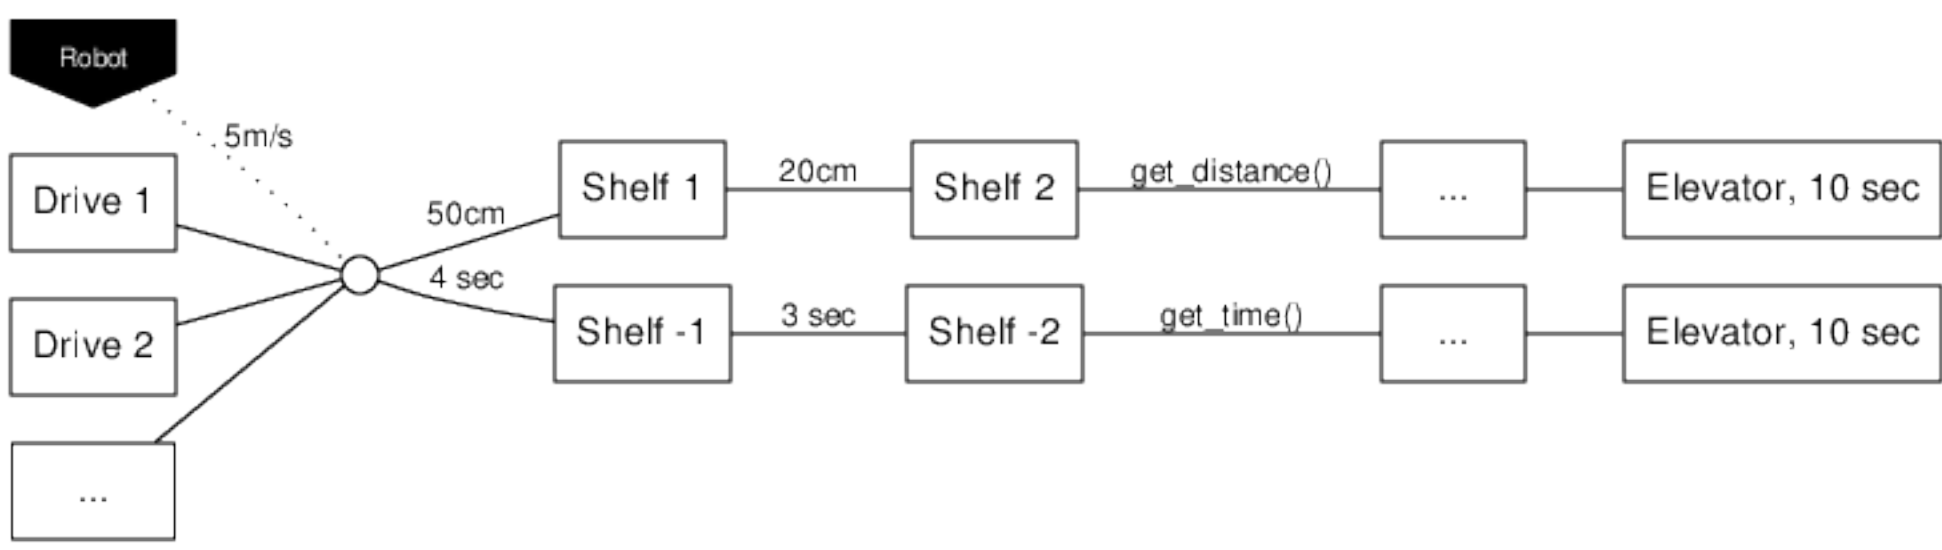 Robot
5m/s
Drive 1
50cm
Shelf 1
20cm
Shelf 2
get_distance()
...
Elevator, 10 sec
Drive 2
4 sec
Shelf -1
3 sec
Shelf -2
get_time()
...
Elevator, 10 sec
...